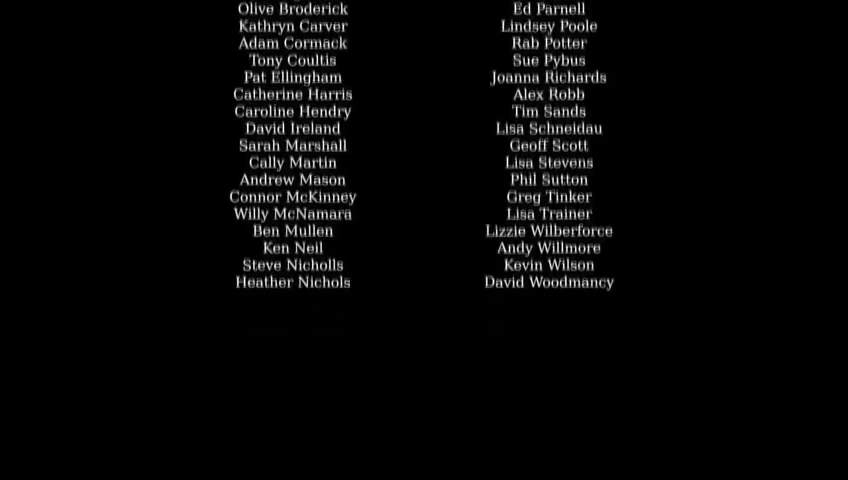 Olive Broderick
Kathryn Carver
Adam Cormack
Tony Coultis
Pat Ellingham
Catherine Harris
Caroline Hendry
David Ireland
Sarah Marshall
Cally Martin
Andrew Mason
Connor McKinney
Willy McNamara
Ben Mullen
Ken Neil
Steve Nicholls
Heather Nichols
Ed Parnell
Lindsey Poole
Rab Potter
Sue Pybus
Joanna Richards
Alex Robb
Tim Sands
Lisa Schneidau
Geoff Scott
Lisa Stevens
Phil Sutton
Greg Tinker
Lisa Trainer
Lizzie Wilberforce
Andy Willmore
Kevin Wilson
David Woodmancy